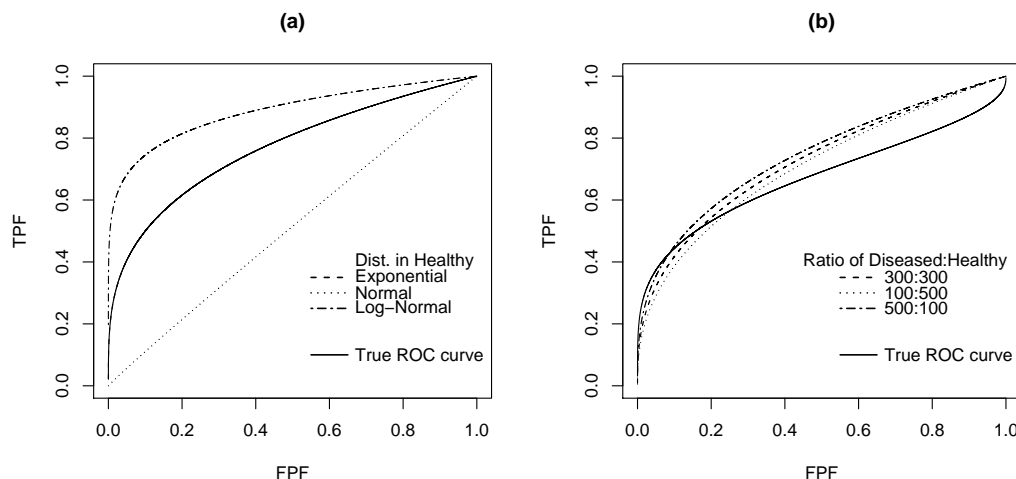 (a)
TPF
1.0
0.8
0.6
0.4
0.2
0.0
Dist. in Healthy
Exponential
Normal
Log−Normal
True ROC curve
0.0 0.2 0.4 0.6 0.8 1.0
FPF
(b)
TPF
1.0
0.8
0.6
0.4
0.2
0.0
Ratio of Diseased:Healthy
300:300
100:500
500:100
True ROC curve
0.0 0.2 0.4 0.6 0.8 1.0
FPF